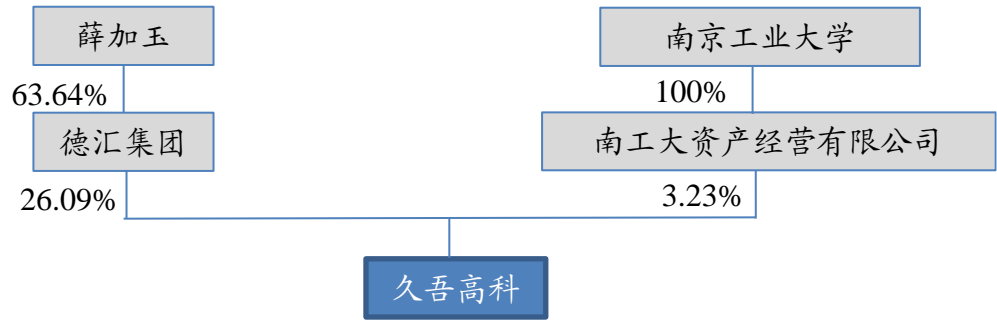 薛加玉
南京工业大学
63.64%
100%
德汇集团
南工大资产经营有限公司
26.09%
3.23%
久吾高科